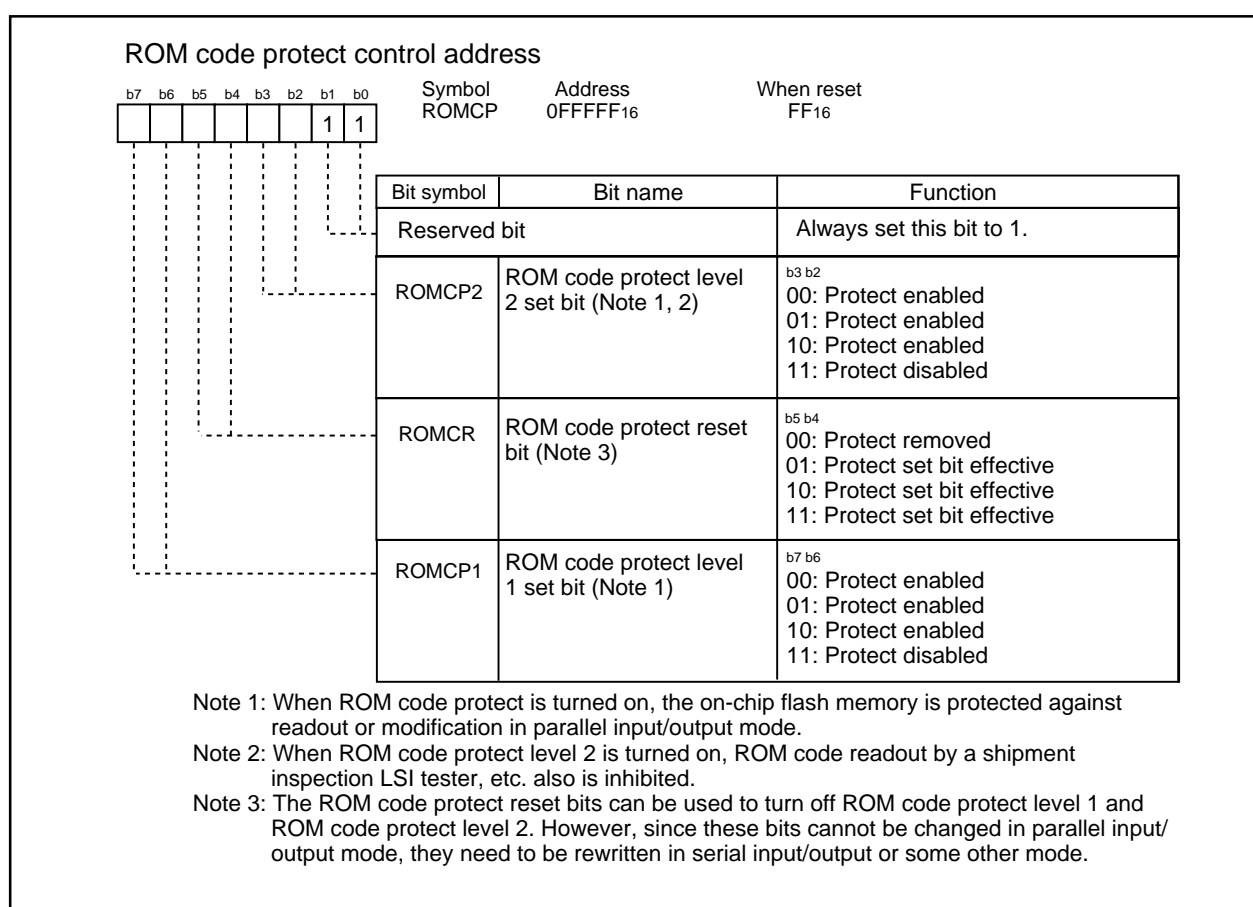 ROM code protect control address
b7 b6 b5 b4 b3 b2 b1 b0
1 1
Symbol Address When reset
ROMCP 0FFFFF16 FF16
Bit symbol Bit name Function
Reserved bit Always set this bit to 1.
ROMCP2
ROM code protect level
2 set bit (Note 1, 2)
b3 b2
00: Protect enabled
01: Protect enabled
10: Protect enabled
11: Protect disabled
ROMCR
ROM code protect reset
bit (Note 3)
b5 b4
00: Protect removed
01: Protect set bit effective
10: Protect set bit effective
11: Protect set bit effective
ROMCP1
ROM code protect level
1 set bit (Note 1)
b7 b6
00: Protect enabled
01: Protect enabled
10: Protect enabled
11: Protect disabled
Note 1: When ROM code protect is turned on, the on-chip flash memory is protected against
readout or modification in parallel input/output mode.
Note 2: When ROM code protect level 2 is turned on, ROM code readout by a shipment
inspection LSI tester, etc. also is inhibited.
Note 3: The ROM code protect reset bits can be used to turn off ROM code protect level 1 and
ROM code protect level 2. However, since these bits cannot be changed in parallel input/
output mode, they need to be rewritten in serial input/output or some other mode.